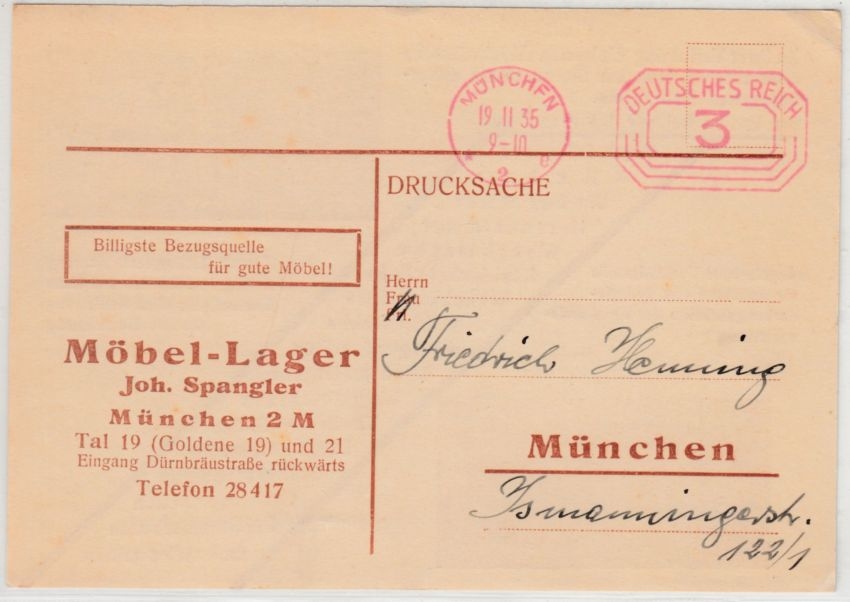 MÜNCHEN
19 11 35
9-10
* c
2
DEUTSCHES REICH
3
DRUCKSACHE
Billigste Bezugsquelle
für gute Möbel!
Möbel-Lager
Joh. Spangler
München 2 M
Tal 19 (Goldene 19) und 21
Eingang Dürnbräustraße rückwärts
Telefon 28417
Herrn
Frau
Frl.
Friedrich Henning
München
Ismanningerstr.
122/1